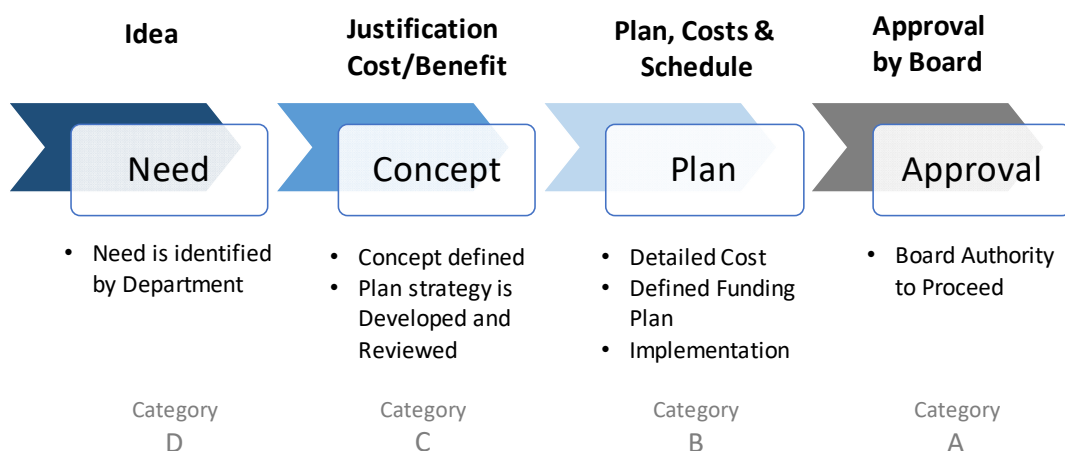 Idea
Justification
Cost/Benefit
Plan, Costs &
Schedule
Approval
by Board
Need
Concept
Plan
Approval
• Need is identified
by Department
• Concept defined
• Plan strategy is
Developed and
Reviewed
• Detailed Cost
• Defined Funding
Plan
• Implementation
• Board Authority
to Proceed
Category
D
Category
C
Category
B
Category
A